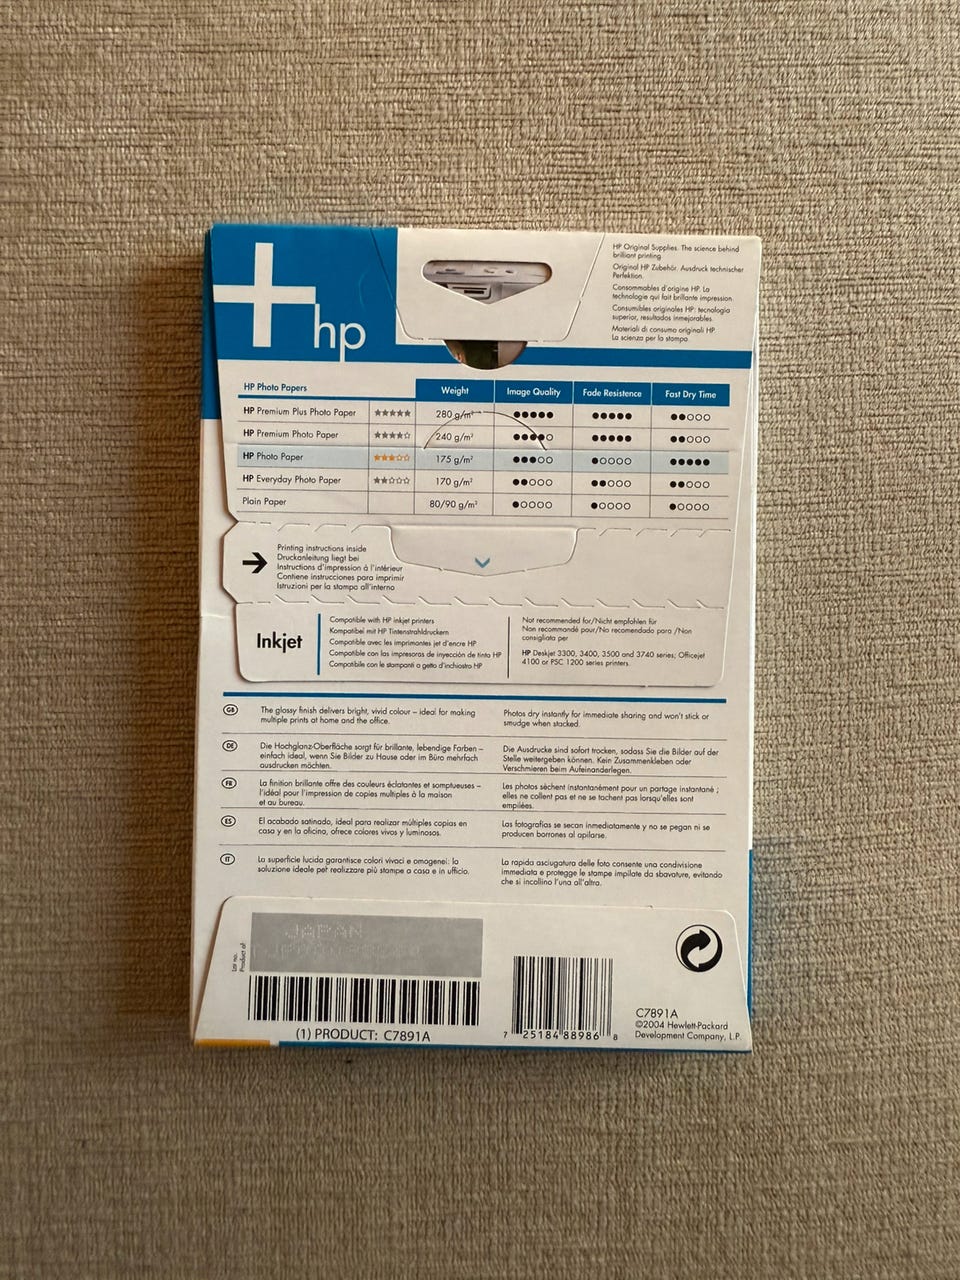 hp
HP Original Supplies. The science behind
brilliant printing
Original HP Zubehör. Ausdruck technischer
Perfektion.
Consommables d'origine HP. La
technologie qui fait brillante impression
Consumibles originales HP: tecnología
superior, resultados inmejorables.
Materiali di consumo originali HP.
La scienza per la stampa.
HP Photo Papers Weight Image Quality Fade Resistence Fast Dry Time
HP Premium Plus Photo Paper ★★★★★ 280 g/m² ●●●●● ●●●●● ●●○○○
HP Premium Photo Paper ★★★★☆ 240 g/m² ●●●●○ ●●●●● ●●○○○
HP Photo Paper ★★★☆☆ 175 g/m² ●●●○○ ●○○○○ ●●●●●
HP Everyday Photo Paper ★★☆☆☆ 170 g/m² ●●○○○ ●●○○○ ●●○○○
Plain Paper 80/90 g/m² ●○○○○ ●○○○○ ●○○○○
Printing instructions inside
Druckanleitung liegt bei
Instructions d'impression à l'intérieur
Contiene instrucciones para imprimir
Istruzioni per la stampa all'interno
Inkjet
Compatible with HP inkjet printers
Kompatibel mit HP Tintenstrahldruckern
Compatible avec les imprimantes jet d'encre HP
Compatible con las impresoras de inyección de tinta HP
Compatibile con le stampanti a getto d'inchiostro HP
Not recommended for/Nicht empfohlen für
Non recommandé pour/No recomendado para /Non
consigliata per
HP Deskjet 3300, 3400, 3500 and 3740 series; Officejet
4100 or PSC 1200 series printers.
GB
The glossy finish delivers bright, vivid colour – ideal for making
multiple prints at home and the office.
Photos dry instantly for immediate sharing and won't stick or
smudge when stacked.
DE
Die Hochglanz-Oberfläche sorgt für brillante, lebendige Farben –
einfach ideal, wenn Sie Bilder zu Hause oder im Büro mehrfach
ausdrucken möchten.
Die Ausdrucke sind sofort trocken, sodass Sie die Bilder auf der
Stelle weitergeben können. Kein Zusammenkleben oder
Verschmieren beim Aufeinanderlegen.
FR
La finition brillante offre des couleurs éclatantes et somptueuses –
l'idéal pour l'impression de copies multiples à la maison
et au bureau.
Les photos sèchent instantanément pour un partage instantané ;
elles ne collent pas et ne se tachent pas lorsqu'elles sont
empilées.
ES
El acabado satinado, ideal para realizar múltiples copias en
casa y en la oficina, ofrece colores vivos y luminosos.
Las fotografías se secan inmediatamente y no se pegan ni se
producen borrones al apilarse.
IT
La superficie lucida garantisce colori vivaci e omogenei: la
soluzione ideale pet realizzare più stampe a casa e in ufficio.
La rapida asciugatura delle foto consente una condivisione
immediata e protegge le stampe impilate da sbavature, evitando
che si incollino l'una all'altra.
Lot no.
Product of:
JAPAN
(1) PRODUCT: C7891A
7 25184 88986 8
C7891A
©2004 Hewlett-Packard
Development Company, L.P.